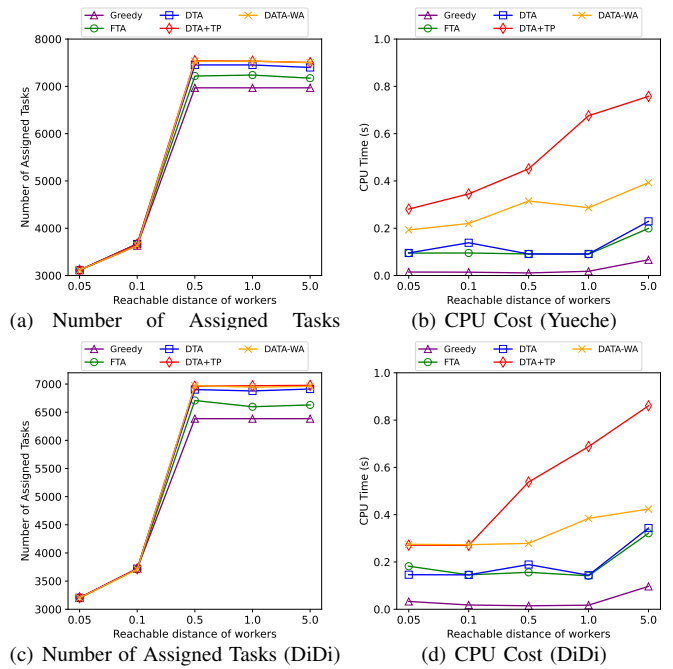 Greedy DTA DATA-WA
FTA DTA+TP
8000
7000
6000
5000
4000
3000
Number of Assigned Tasks
0.05 0.1 0.5 1.0 5.0
Reachable distance of workers
(a) Number of Assigned Tasks
Greedy DTA DATA-WA
FTA DTA+TP
1.0
0.8
0.6
0.4
0.2
0.0
CPU Time (s)
0.05 0.1 0.5 1.0 5.0
Reachable distance of workers
(b) CPU Cost (Yueche)
Greedy DTA DATA-WA
FTA DTA+TP
7000
6500
6000
5500
5000
4500
4000
3500
3000
Number of Assigned Tasks
0.05 0.1 0.5 1.0 5.0
Reachable distance of workers
(c) Number of Assigned Tasks (DiDi)
Greedy DTA DATA-WA
FTA DTA+TP
1.0
0.8
0.6
0.4
0.2
0.0
CPU Time (s)
0.05 0.1 0.5 1.0 5.0
Reachable distance of workers
(d) CPU Cost (DiDi)